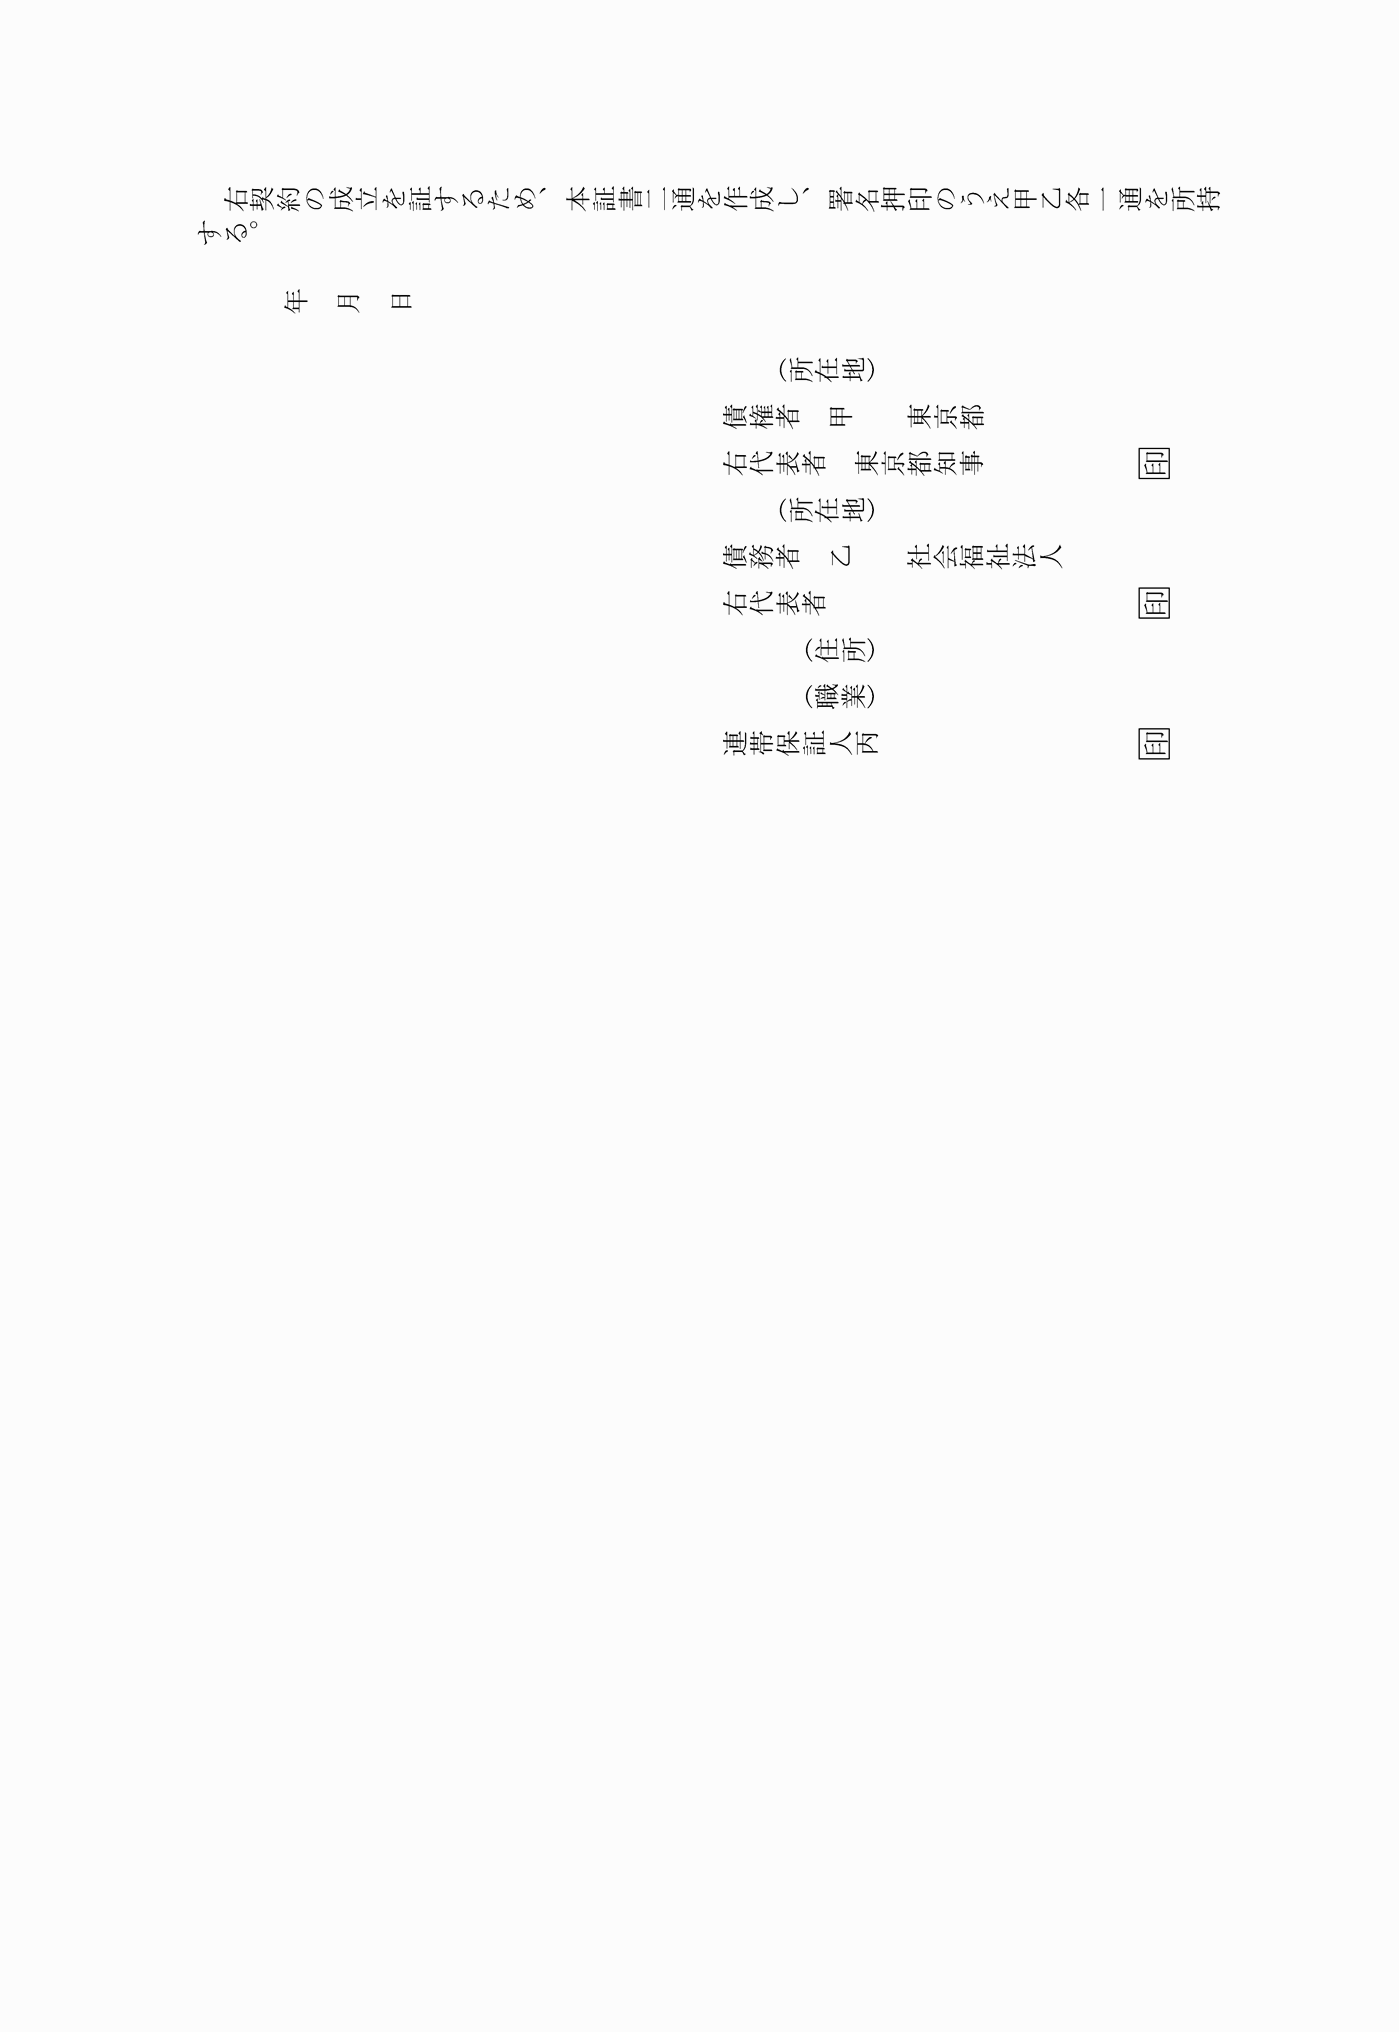 右契約の成立を証するため、本証書二通を作成し、署名押印のうえ甲乙各一通を所持
する。
年　月　日
（所在地）
債権者　甲　　東京都
右代表者　東京都知事　　　　　　印
（所在地）
債務者　乙　　社会福祉法人
右代表者　　　　　　　　　　　　印
（住所）
（職業）
連帯保証人丙　　　　　　　　　　印